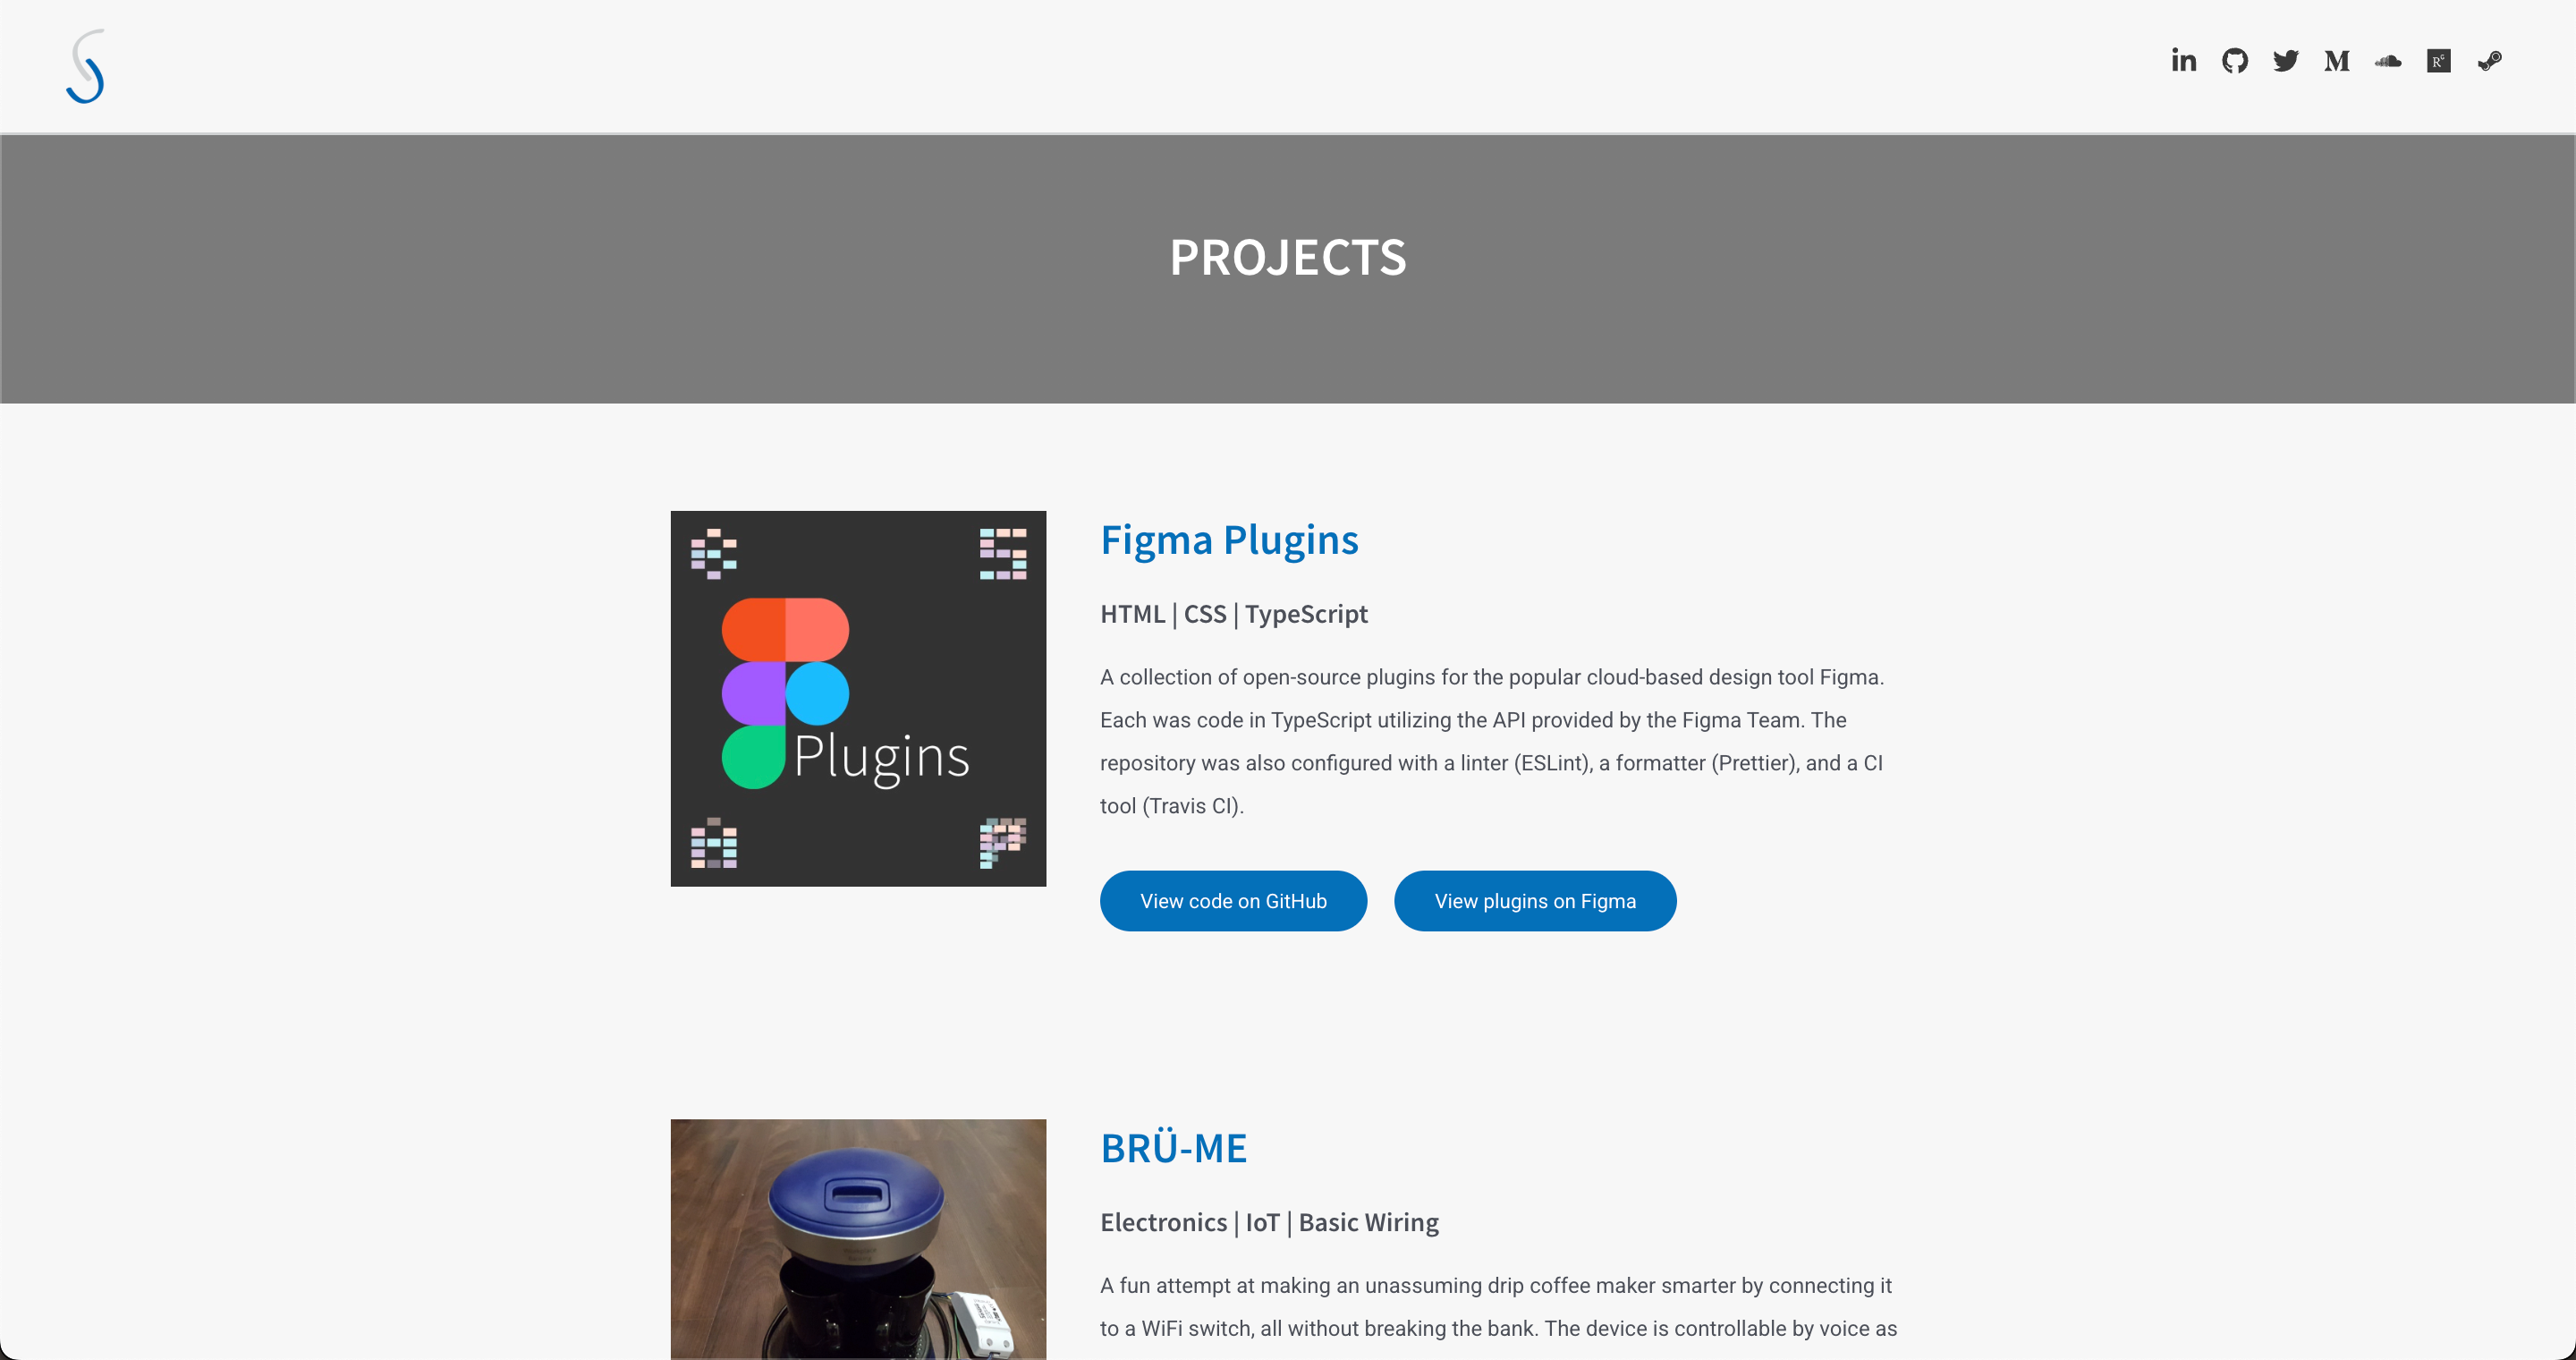 PROJECTS
Plugins
Figma Plugins
HTML | CSS | TypeScript
A collection of open-source plugins for the popular cloud-based design tool Figma.
Each was code in TypeScript utilizing the API provided by the Figma Team. The
repository was also configured with a linter (ESLint), a formatter (Prettier), and a CI
tool (Travis CI).
View code on GitHub
View plugins on Figma
BRÜ-ME
Electronics | IoT | Basic Wiring
A fun attempt at making an unassuming drip coffee maker smarter by connecting it
to a WiFi switch, all without breaking the bank. The device is controllable by voice as